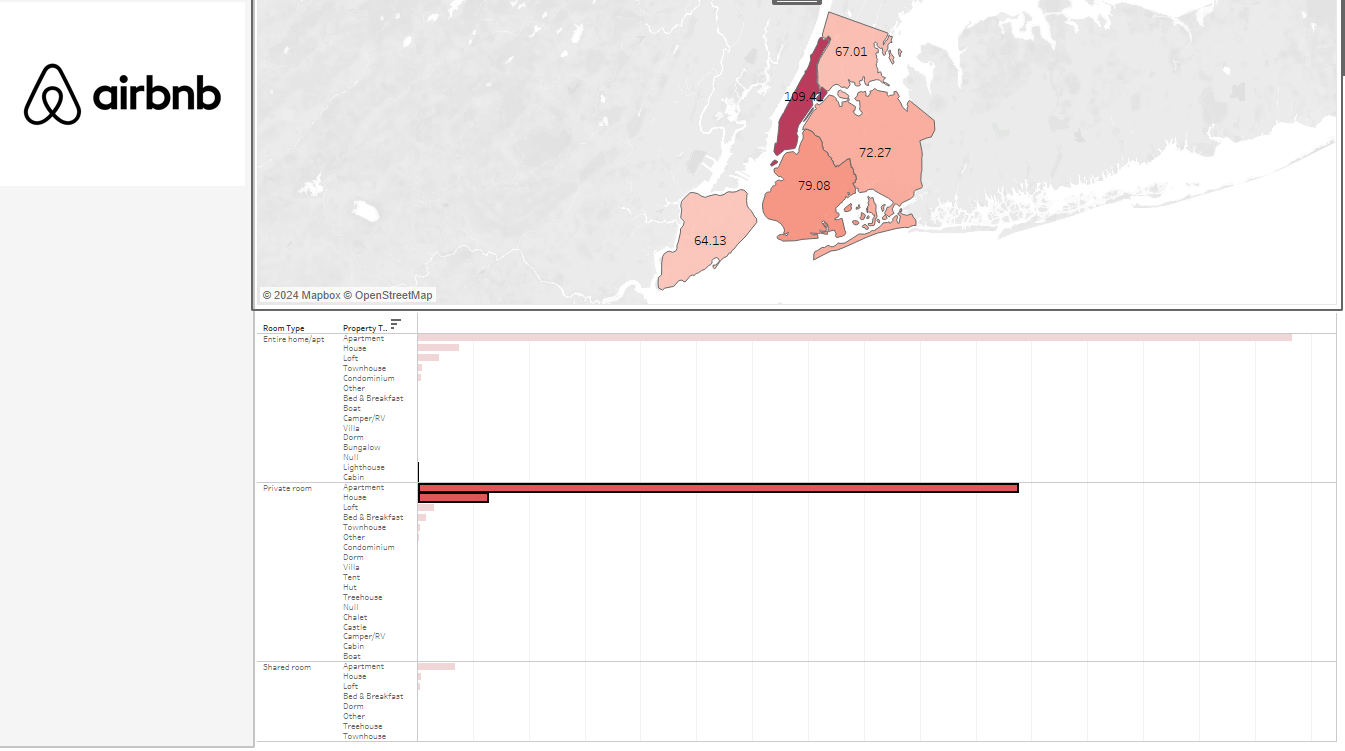 airbnb
67.01
109.41
72.27
79.08
64.13
© 2024 Mapbox © OpenStreetMap
Room Type Property T..
Entire home/apt Apartment
House
Loft
Townhouse
Condominium
Other
Bed & Breakfast
Boat
Camper/RV
Villa
Dorm
Bungalow
Null
Lighthouse
Cabin
Private room Apartment
House
Loft
Bed & Breakfast
Townhouse
Other
Condominium
Dorm
Villa
Tent
Hut
Treehouse
Null
Chalet
Castle
Camper/RV
Cabin
Boat
Shared room Apartment
House
Loft
Bed & Breakfast
Dorm
Other
Treehouse
Townhouse